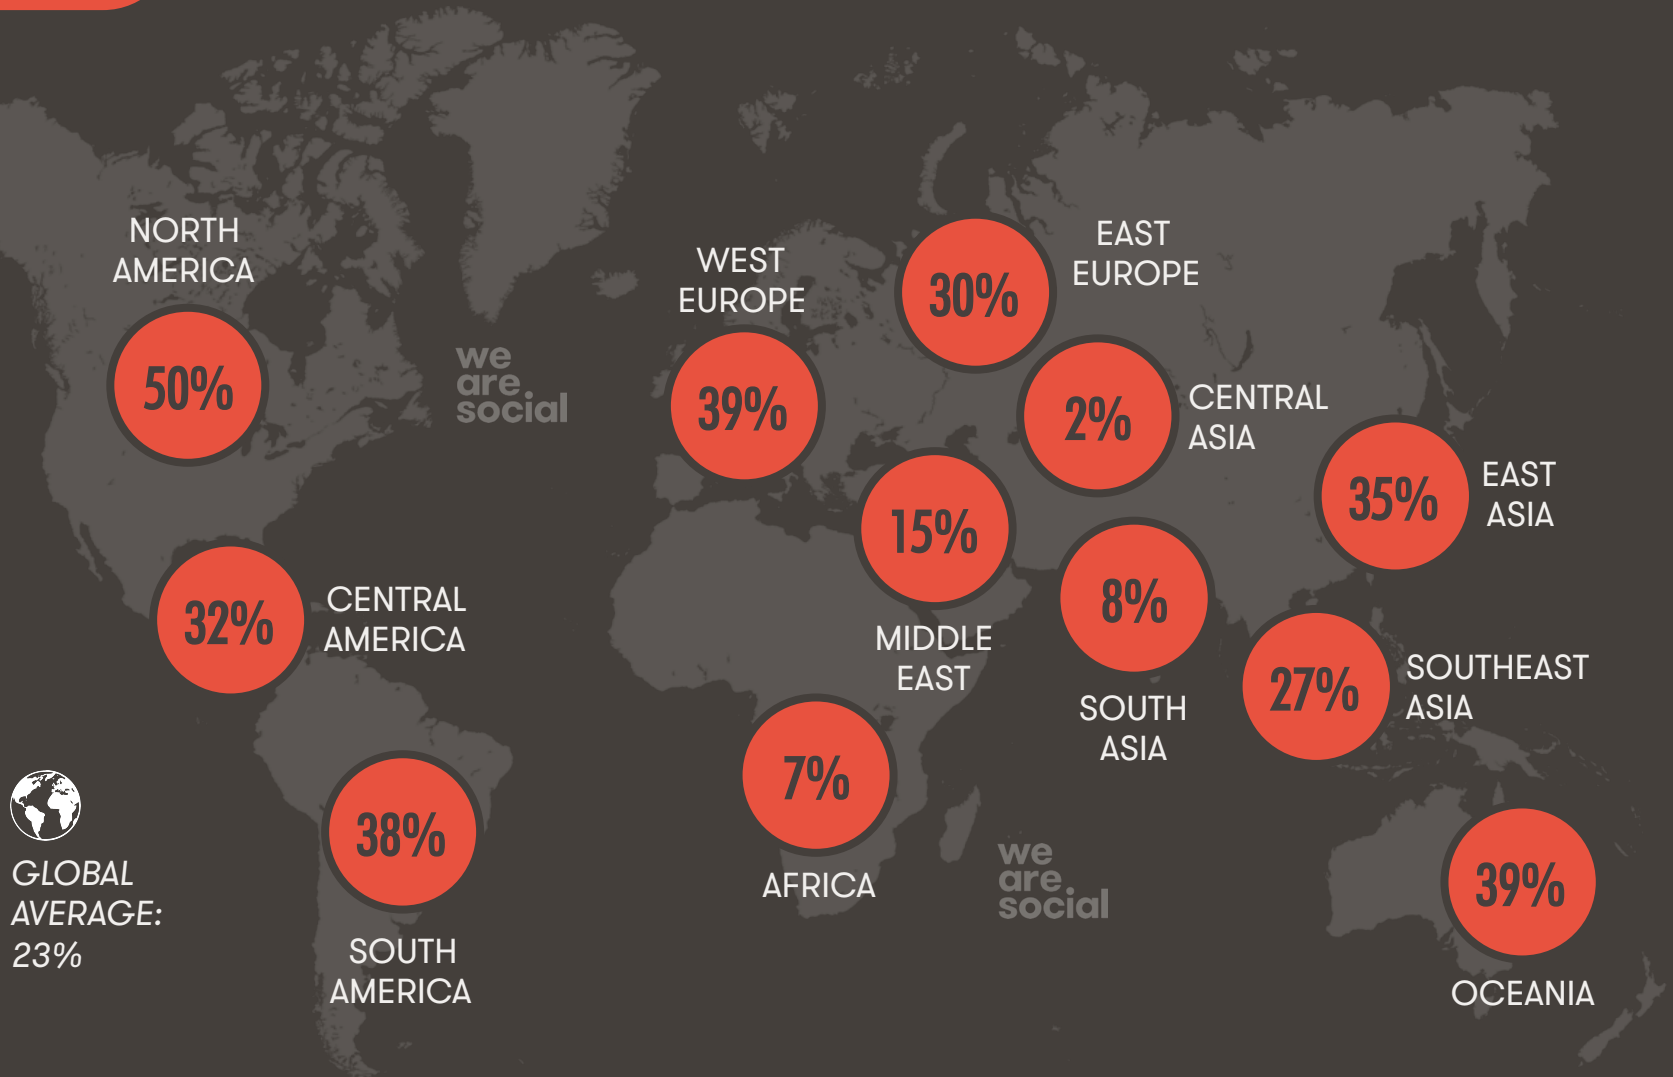 NORTH
AMERICA
50%
WEST
EUROPE
39%
30%
EAST
EUROPE
we
are
social
2%
CENTRAL
ASIA
35%
EAST
ASIA
15%
MIDDLE
EAST
32%
CENTRAL
AMERICA
8%
SOUTH
ASIA
27%
SOUTHEAST
ASIA
7%
AFRICA
38%
SOUTH
AMERICA
GLOBAL
AVERAGE:
23%
we
are
social
39%
OCEANIA